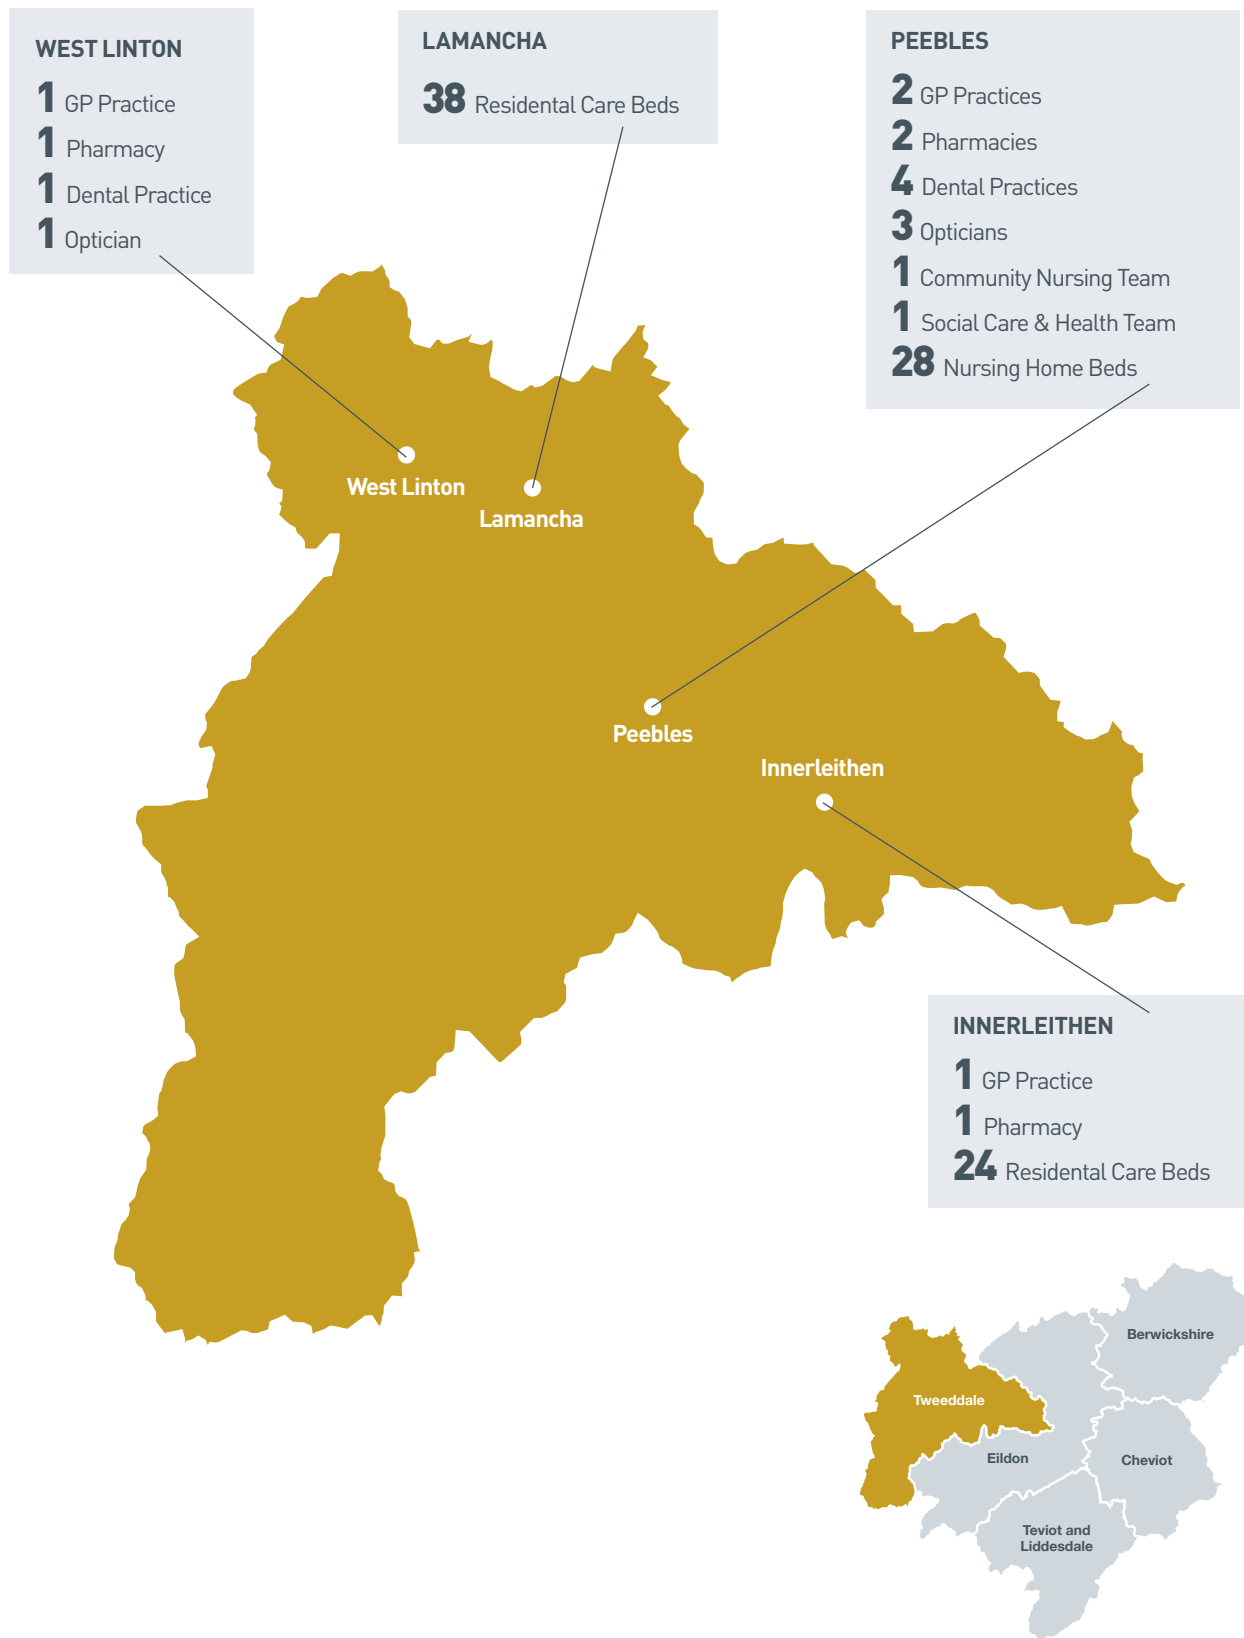 WEST LINTON
1 GP Practice
1 Pharmacy
1 Dental Practice
1 Optician
LAMANCHA
38 Residental Care Beds
PEEBLES
2 GP Practices
2 Pharmacies
4 Dental Practices
3 Opticians
1 Community Nursing Team
1 Social Care & Health Team
28 Nursing Home Beds
West Linton
Lamancha
Peebles
Innerleithen
INNERLEITHEN
1 GP Practice
1 Pharmacy
24 Residental Care Beds
Berwickshire
Tweeddale
Eildon
Cheviot
Teviot and
Liddesdale